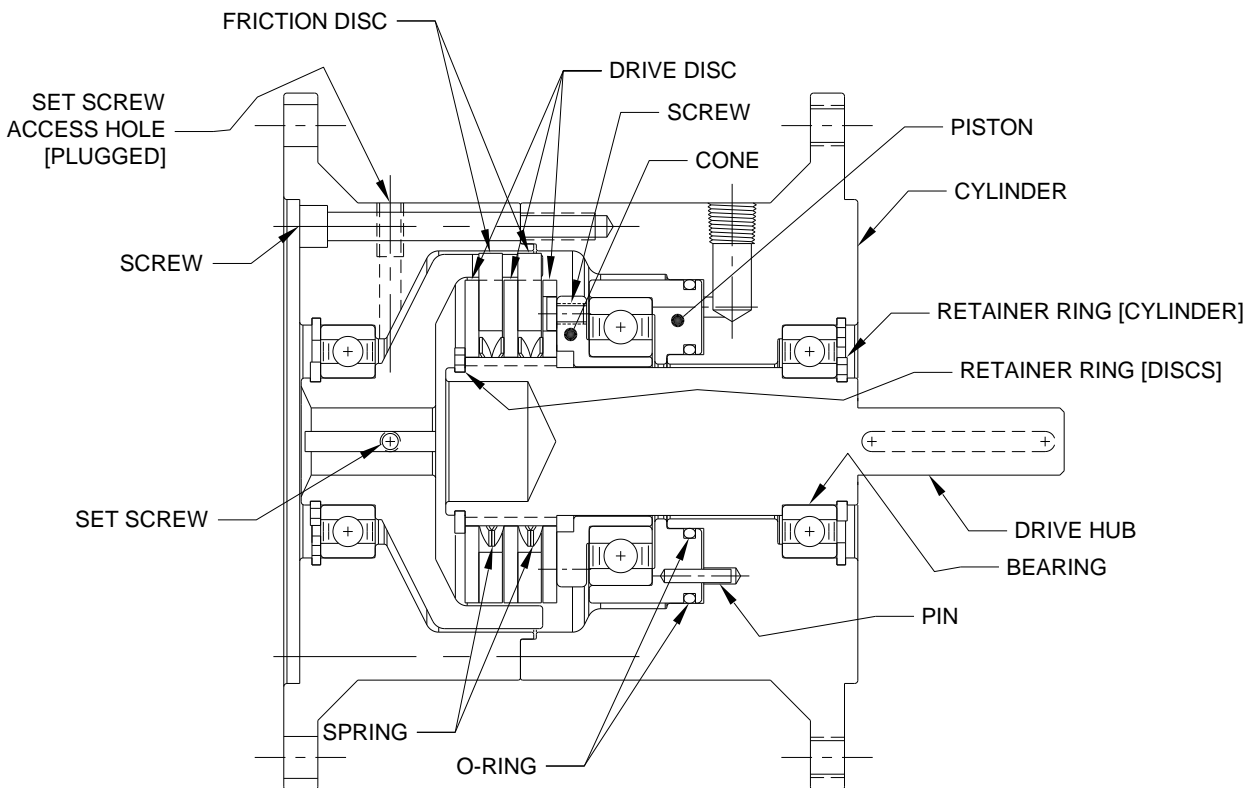 FRICTION DISC
DRIVE DISC
SET SCREW
ACCESS HOLE
[PLUGGED]
SCREW
PISTON
CONE
CYLINDER
SCREW
RETAINER RING [CYLINDER]
RETAINER RING [DISCS]
SET SCREW
DRIVE HUB
BEARING
PIN
SPRING
O-RING